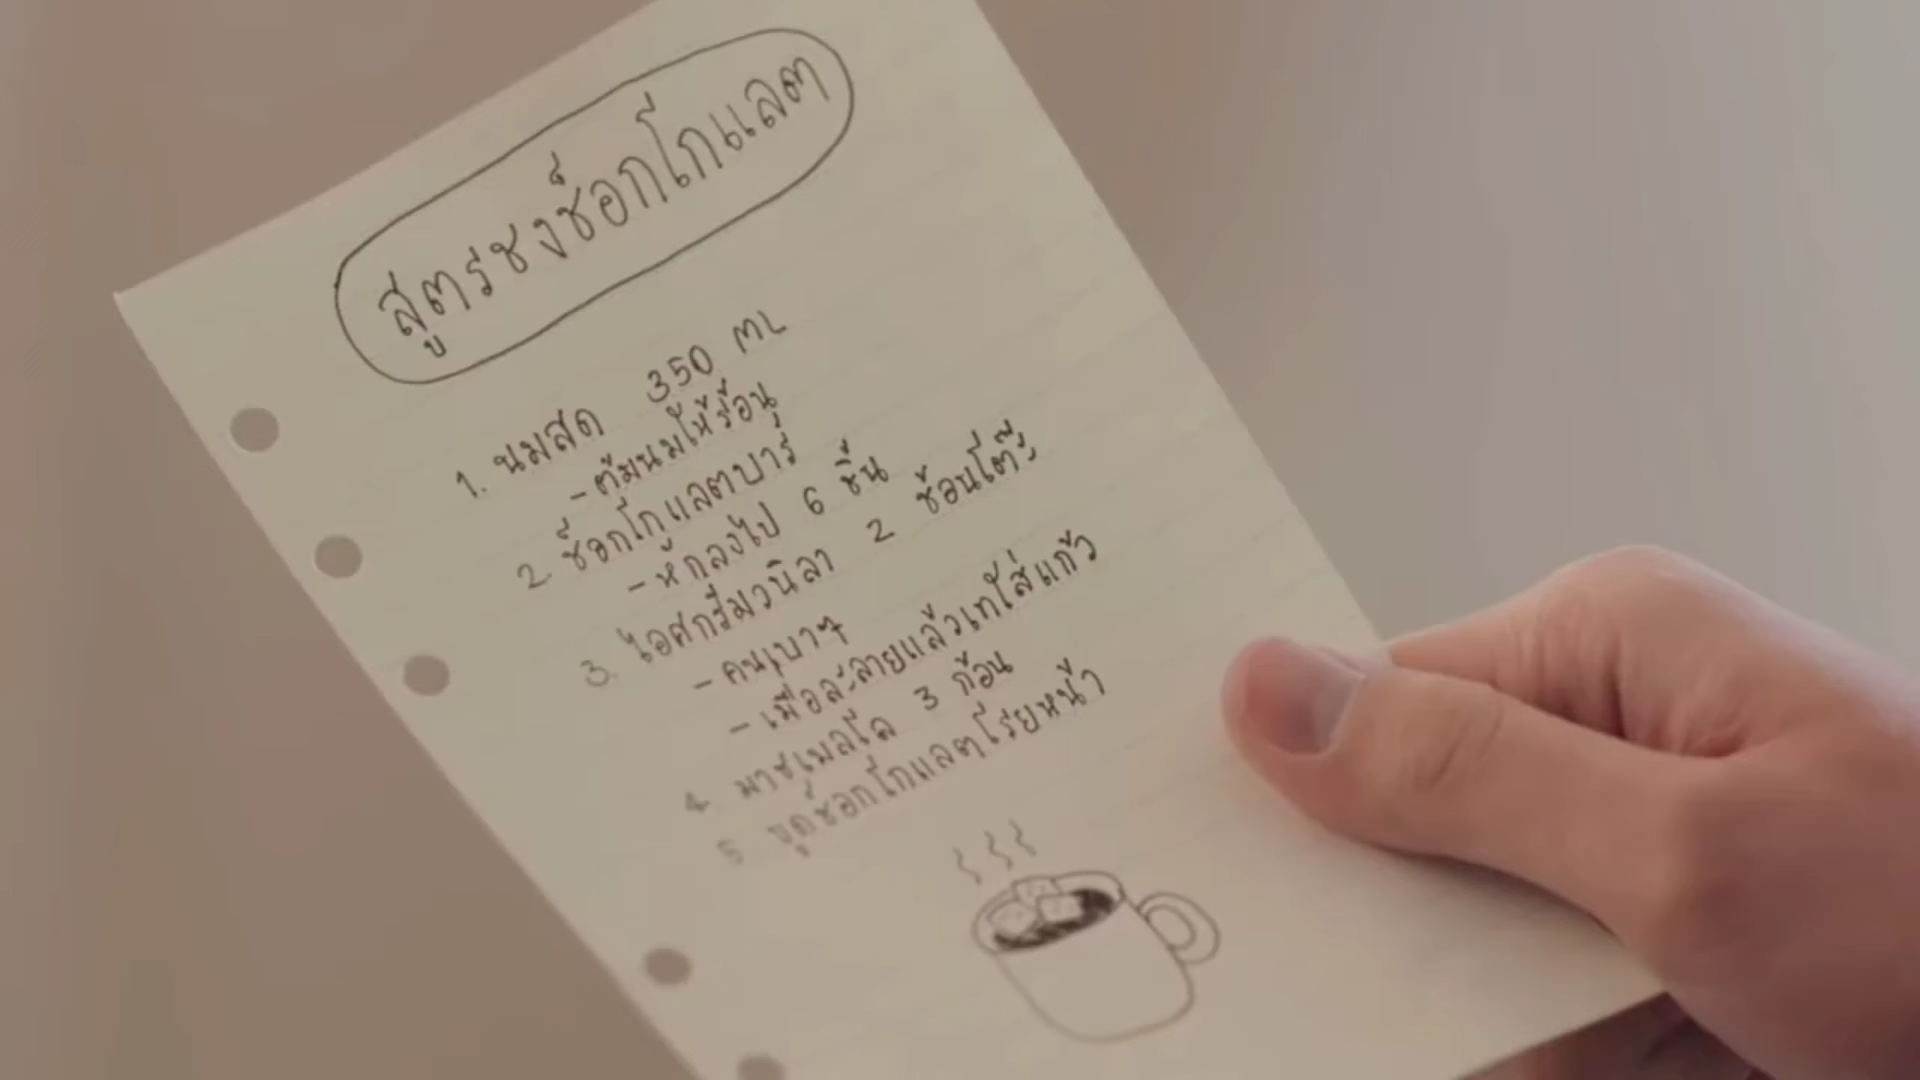 สูตรชงช็อกโกแลต
1. นมสด 350 ML
- ต้มนมให้ร้อน
2. ช็อกโกแลตบาร์
- หักลงไป 6 ชิ้น
3. ไอศกรีมวนิลา 2 ช้อนโต๊ะ
- คนเบาๆ
- เมื่อละลายแล้วเทใส่แก้ว
4. มาชเมลโล 3 ก้อน
5 ขูดช็อกโกแลตโรยหน้า